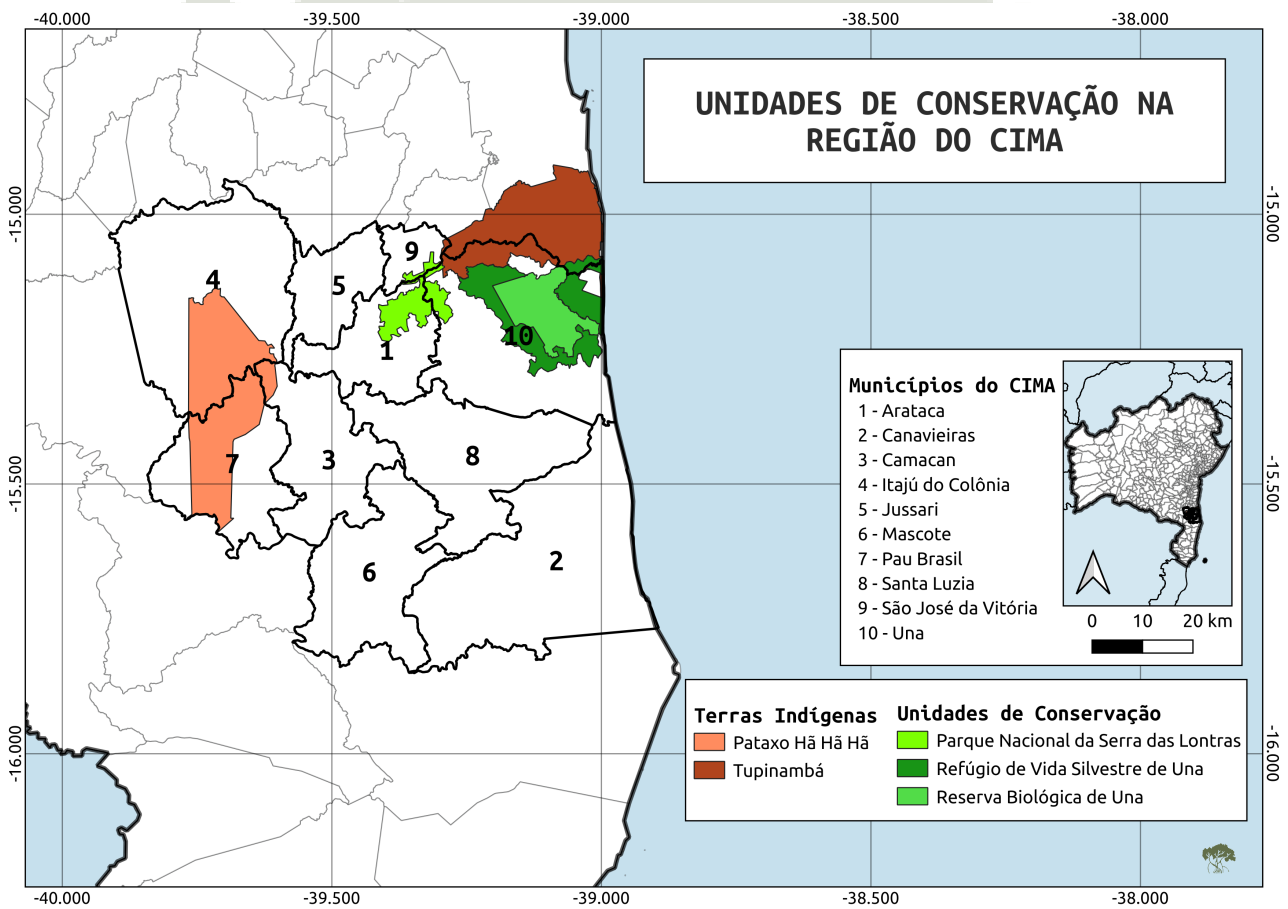 -40.000
-39.500
-39.000
-38.500
-38.000
UNIDADES DE CONSERVAÇÃO NA
REGIÃO DO CIMA
-15.000
-15.000
9
4
5
10
1
7
3
8
2
6
-15.500
-15.500
Municípios do CIMA
1 - Arataca
2 - Canavieiras
3 - Camacan
4 - Itajú do Colônia
5 - Jussari
6 - Mascote
7 - Pau Brasil
8 - Santa Luzia
9 - São José da Vitória
10 - Una
0 10 20 km
Terras Indígenas
Pataxo Hã Hã Hã
Tupinambá
Unidades de Conservação
Parque Nacional da Serra das Lontras
Refúgio de Vida Silvestre de Una
Reserva Biológica de Una
-16.000
-16.000
-40.000
-39.500
-39.000
-38.500
-38.000